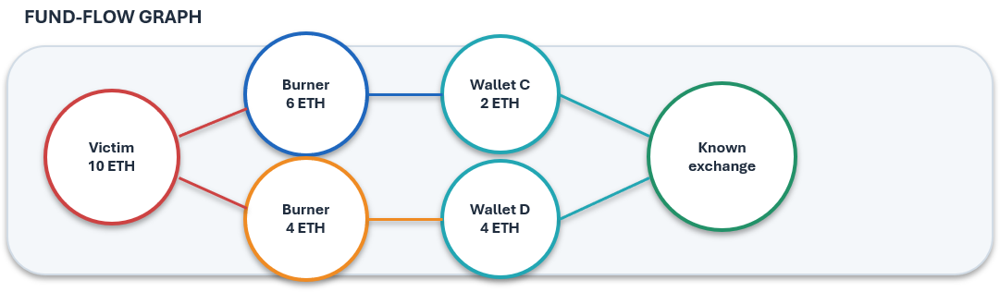 FUND-FLOW GRAPH
Victim
10 ETH
Burner
6 ETH
Wallet C
2 ETH
Burner
4 ETH
Wallet D
4 ETH
Known
exchange